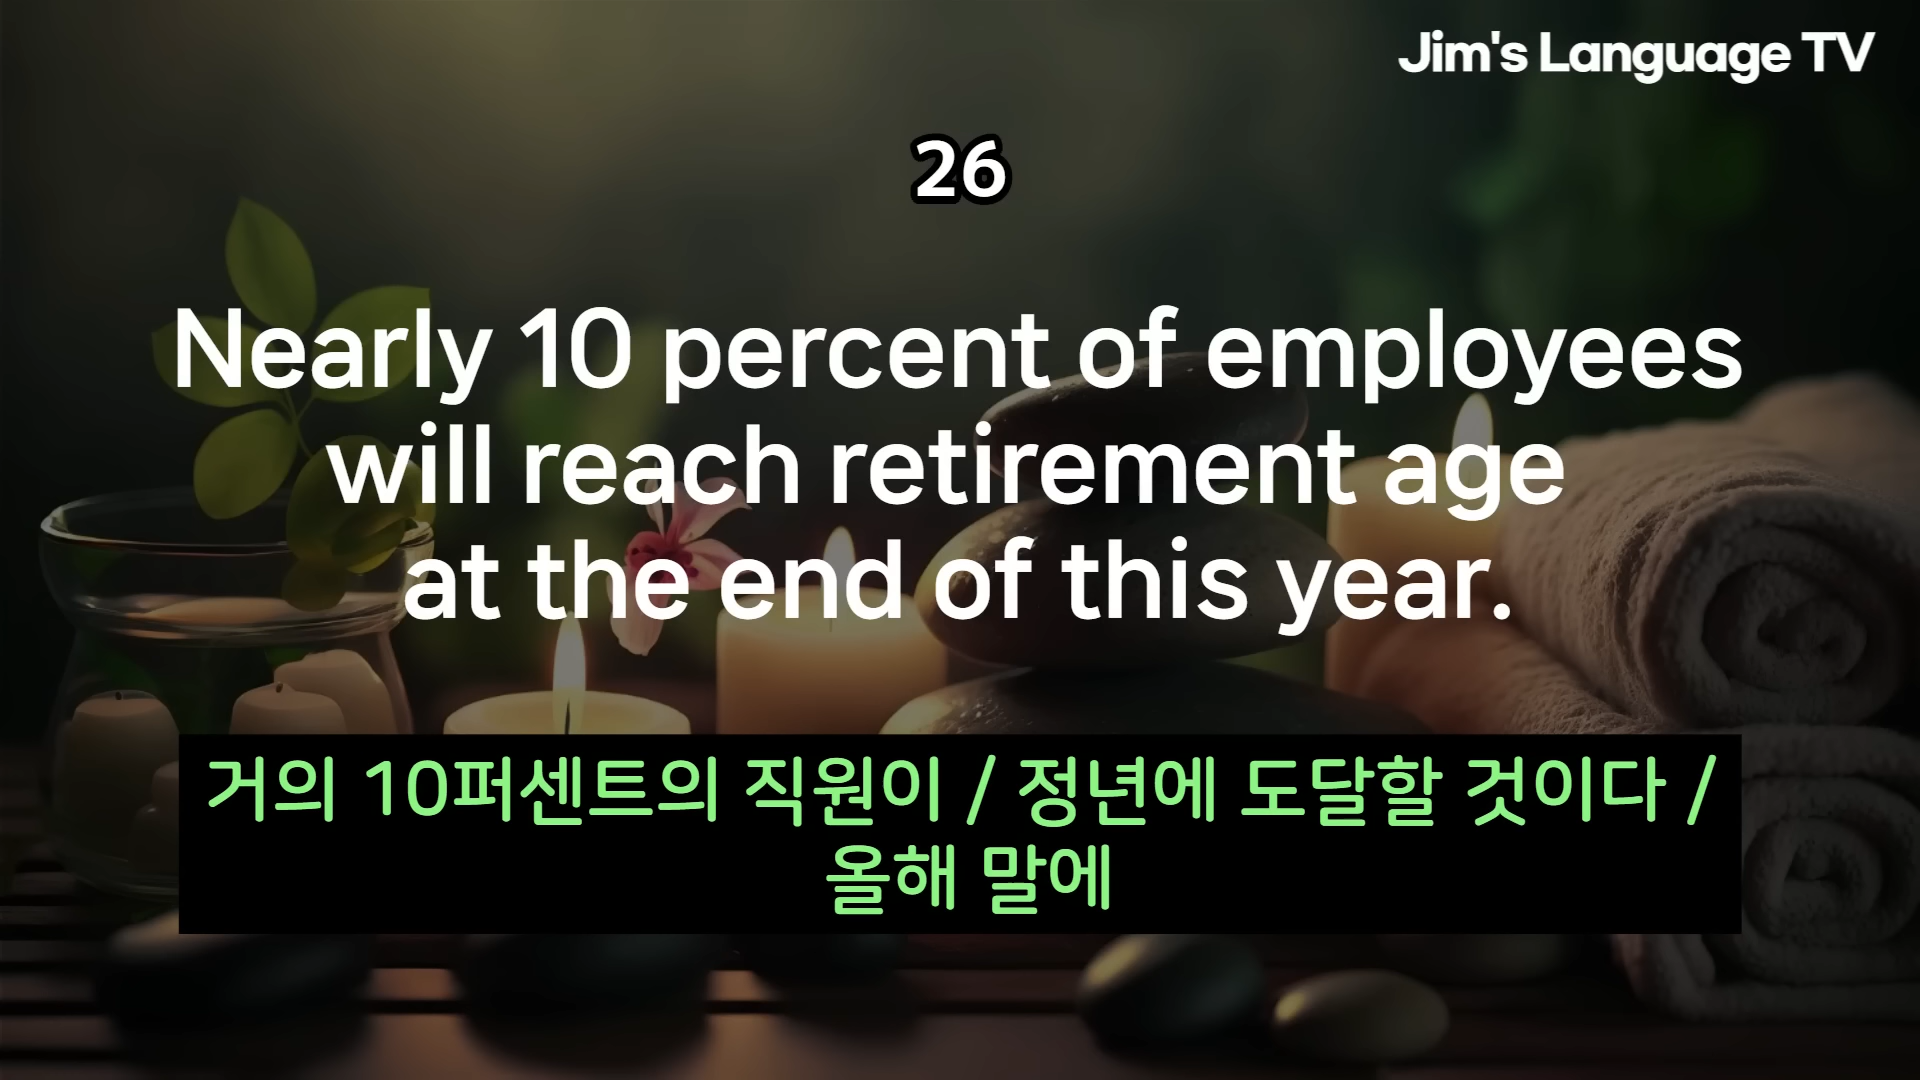 Jim's Language TV
26
Nearly 10 percent of employees
will reach retirement age
at the end of this year.
거의 10퍼센트의 직원이 / 정년에 도달할 것이다 /
올해 말에